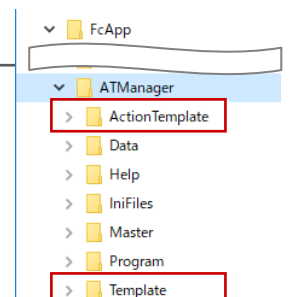 FcApp
ATManager
ActionTemplate
Data
Help
IniFiles
Master
Program
Template